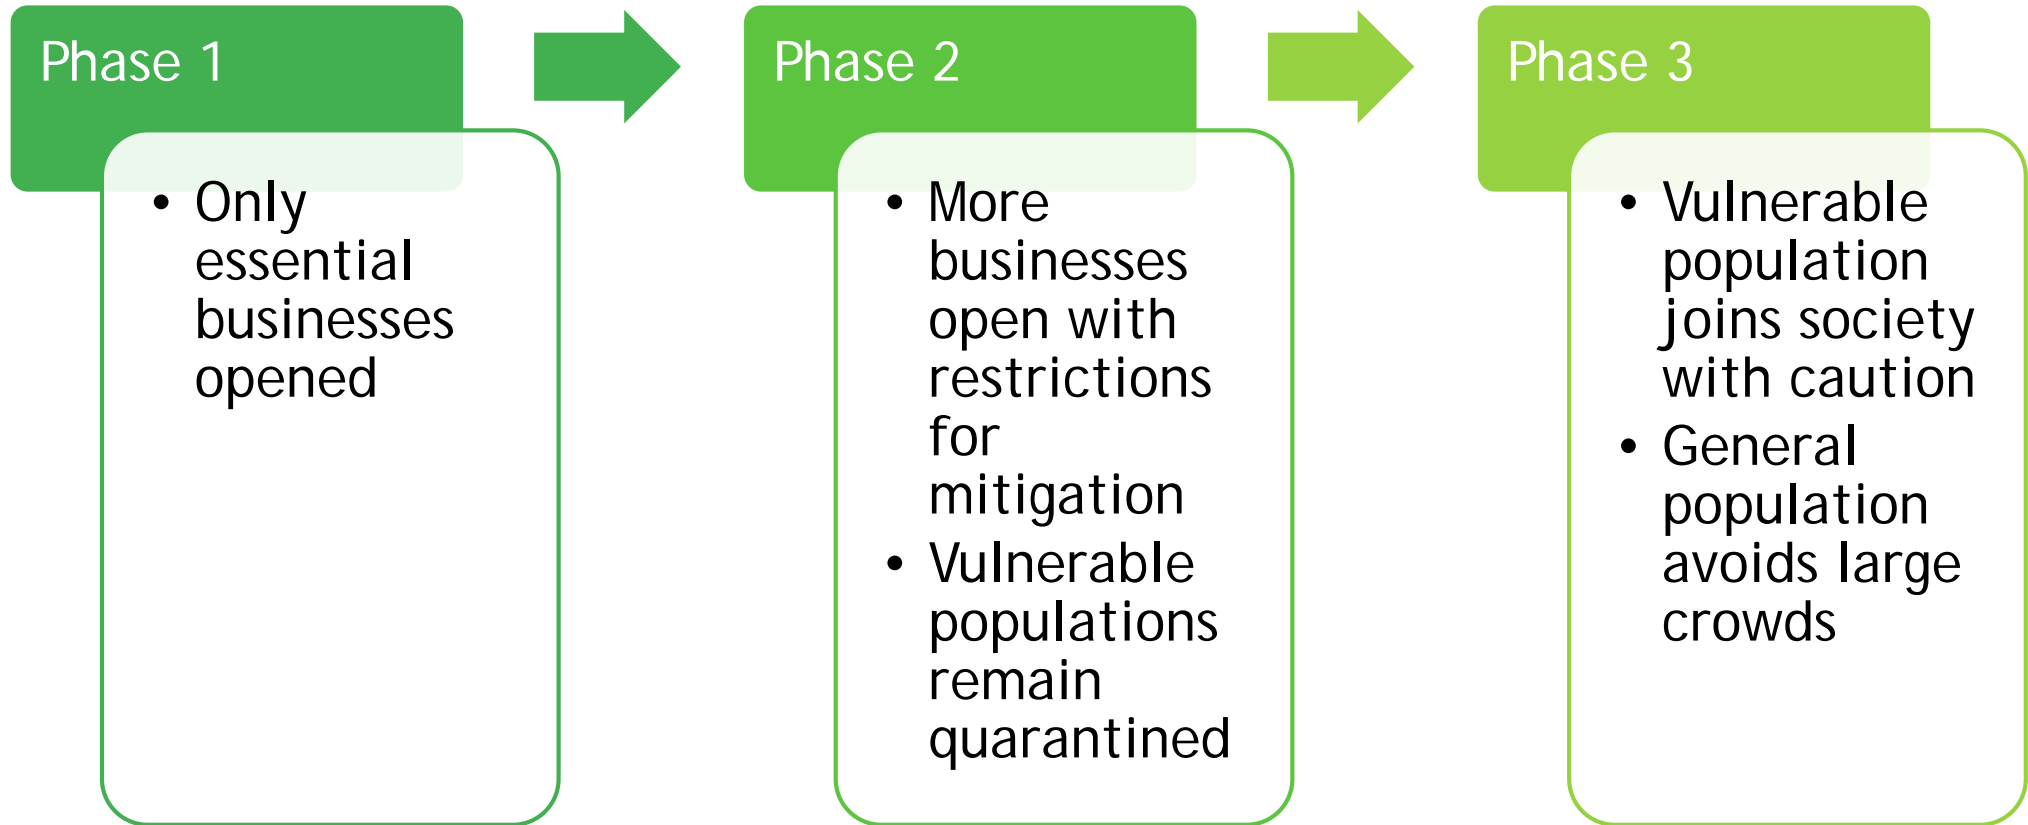 Phase 1
• Only
essential
businesses
opened
Phase 2
• More
businesses
open with
restrictions
for
mitigation
• Vulnerable
populations
remain
quarantined
Phase 3
• Vulnerable
population
joins society
with caution
• General
population
avoids large
crowds